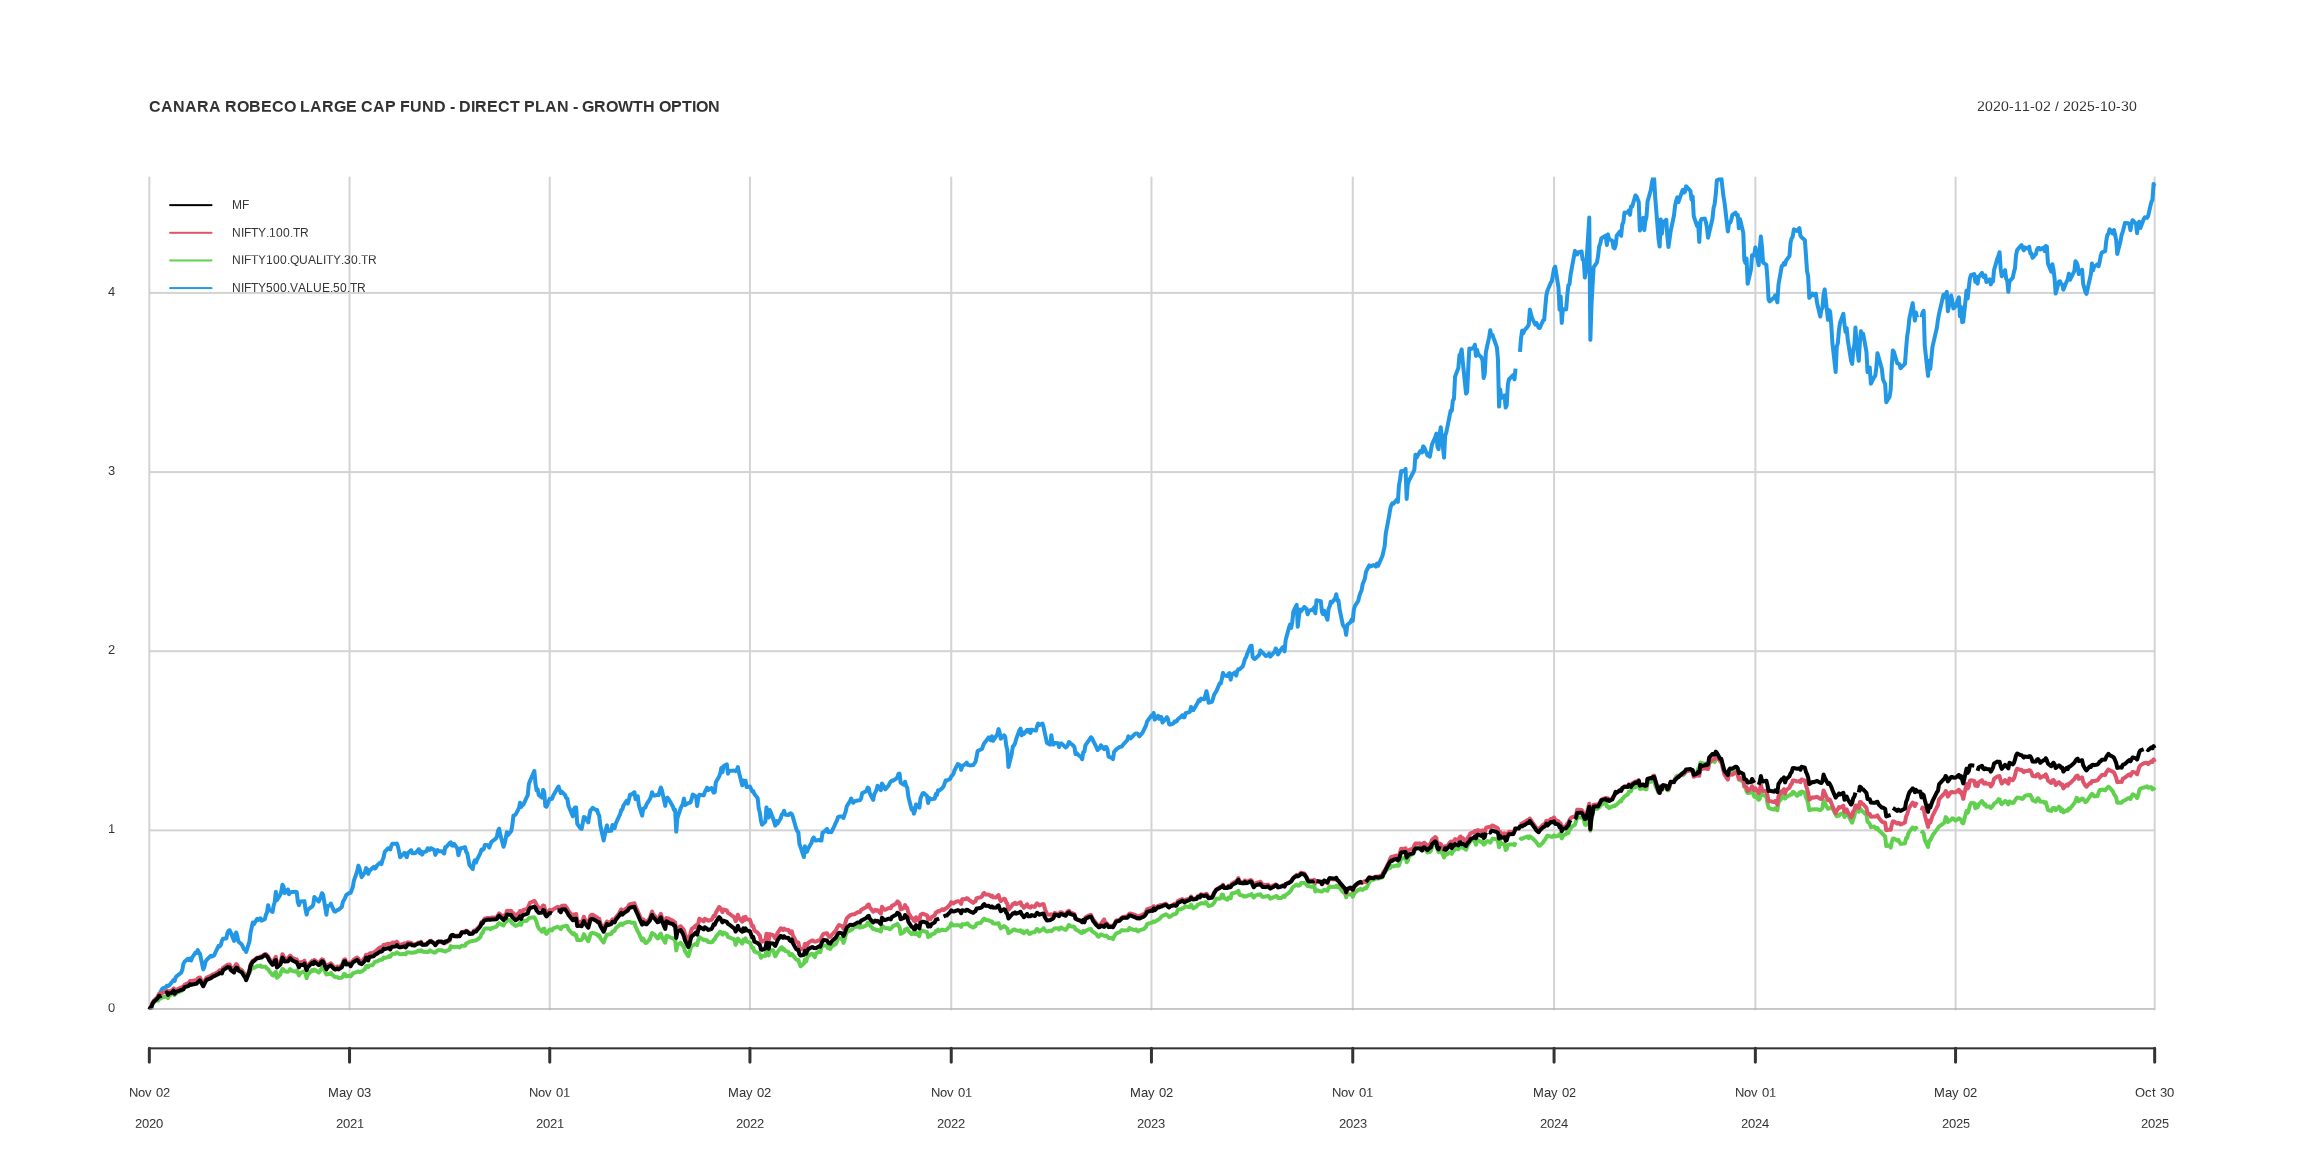 CANARA ROBECO LARGE CAP FUND - DIRECT PLAN - GROWTH OPTION
2020-11-02 / 2025-10-30
MF
NIFTY.100.TR
NIFTY100.QUALITY.30.TR
NIFTY500.VALUE.50.TR
4
3
2
1
0
Nov 02 May 03 Nov 01 May 02 Nov 01 May 02 Nov 01 May 02 Nov 01 May 02 Oct 30
2020 2021 2021 2022 2022 2023 2023 2024 2024 2025 2025